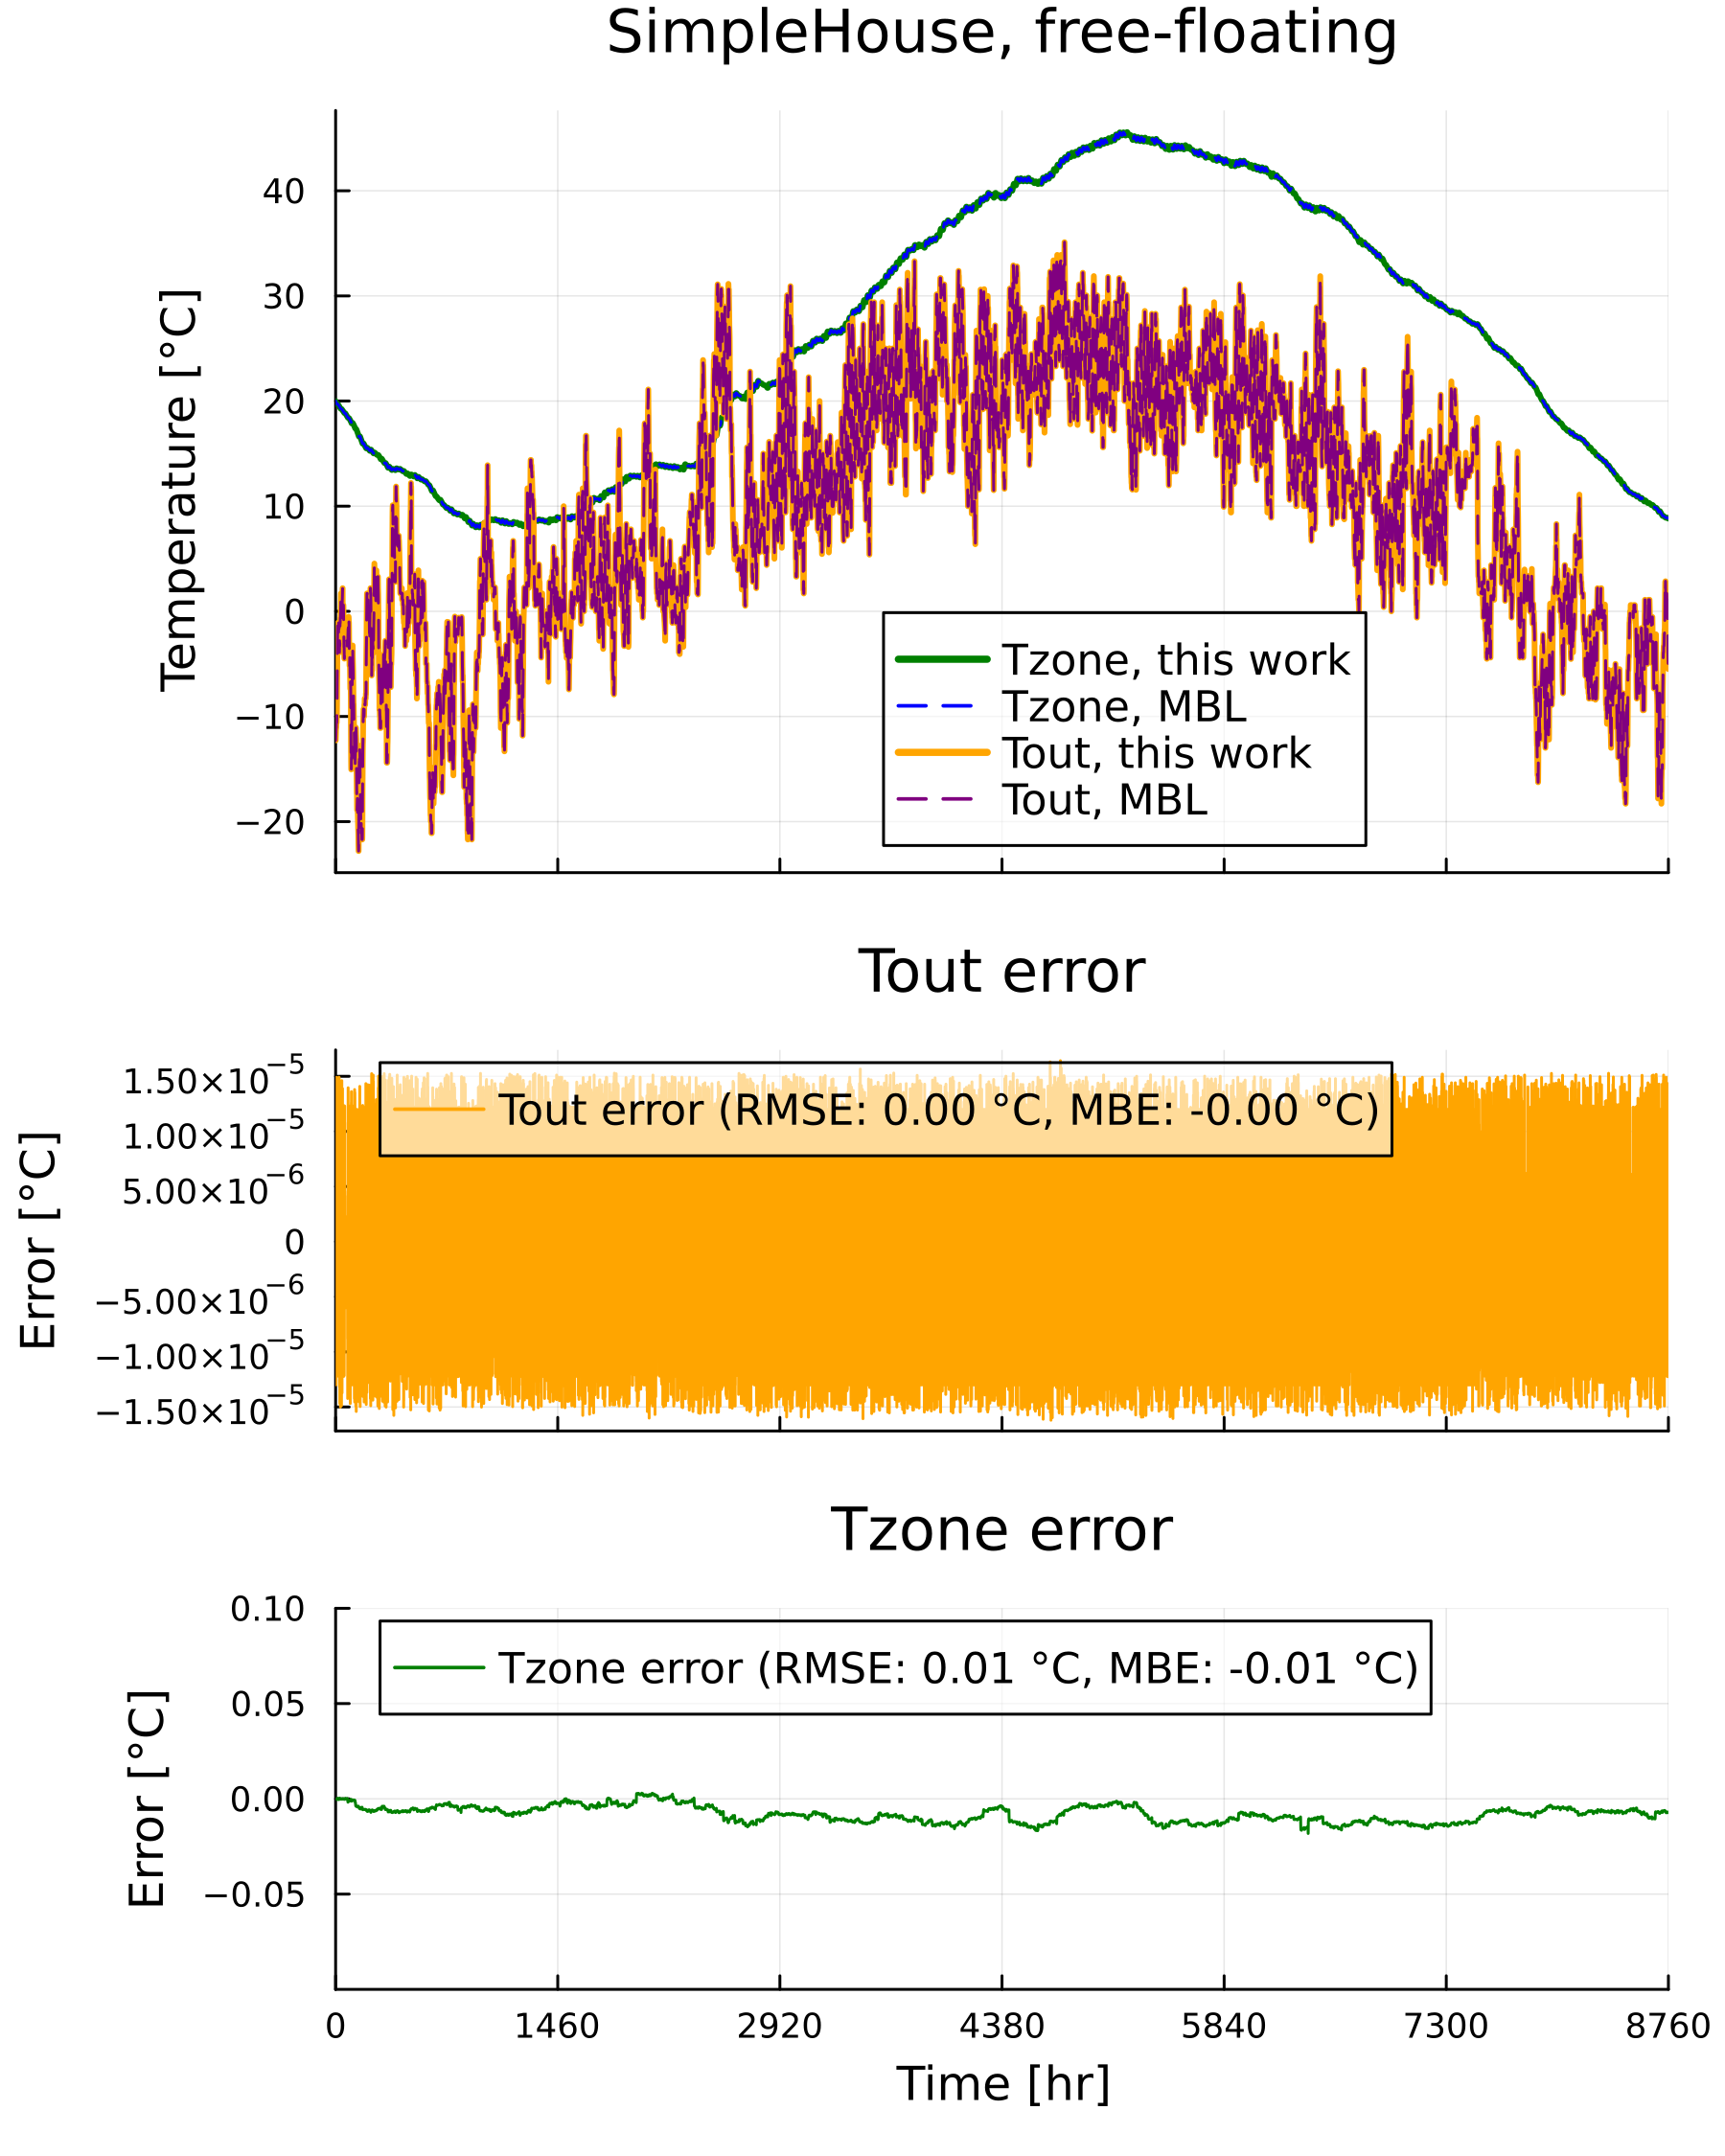 SimpleHouse, free-floating
Temperature [°C]
40
30
20
10
0
−10
−20
Tzone, this work
Tzone, MBL
Tout, this work
Tout, MBL
Tout error
Error [°C]
1.50×10⁻⁵
1.00×10⁻⁵
5.00×10⁻⁶
0
−5.00×10⁻⁶
−1.00×10⁻⁵
−1.50×10⁻⁵
Tout error (RMSE: 0.00 °C, MBE: -0.00 °C)
Tzone error
Error [°C]
0.10
0.05
0.00
−0.05
Tzone error (RMSE: 0.01 °C, MBE: -0.01 °C)
0 1460 2920 4380 5840 7300 8760
Time [hr]